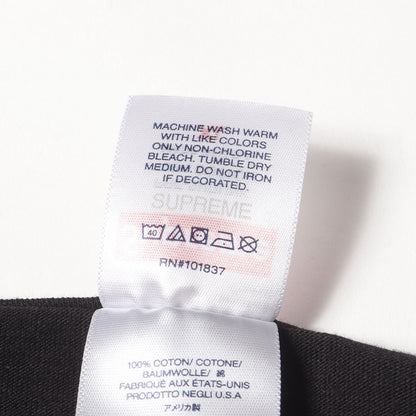 MACHINE WASH WARM
WITH LIKE COLORS
ONLY NON-CHLORINE
BLEACH. TUMBLE DRY
MEDIUM. DO NOT IRON
IF DECORATED.
SUPREME
40
RN#101837
100% COTON/ COTONE/
BAUMWOLLE/ 綿
FABRIQUÉ AUX ÉTATS-UNIS
PRODOTTO NEGLI U.S.A
アメリカ製